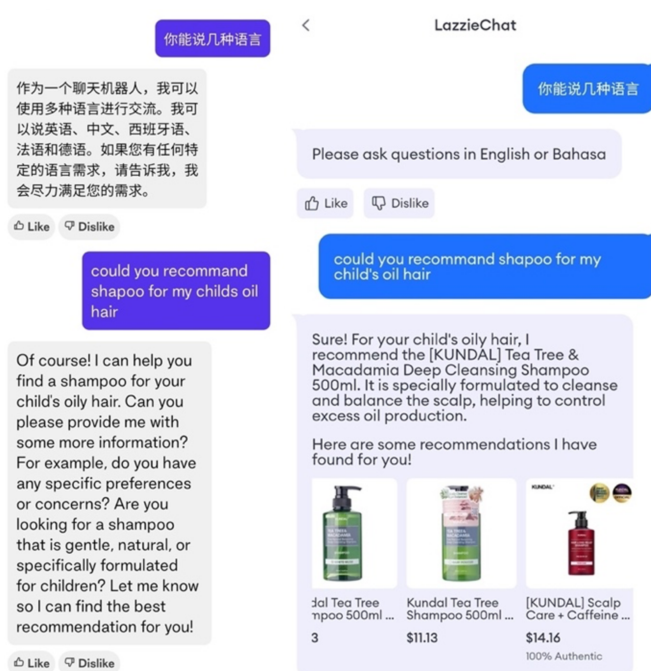 你能说几种语言
作为一个聊天机器人，我可以
使用多种语言进行交流。我可
以说英语、中文、西班牙语、
法语和德语。如果您有任何特
定的语言需求，请告诉我，我
会尽力满足您的需求。
Like
Dislike
could you recommand
shapoo for my childs oil
hair
Of course! I can help you
find a shampoo for your
child's oily hair. Can you
please provide me with
some more information?
For example, do you have
any specific preferences
or concerns? Are you
looking for a shampoo
that is gentle, natural, or
specifically formulated
for children? Let me know
so I can find the best
recommendation for you!
Like
Dislike
LazzieChat
你能说几种语言
Please ask questions in English or Bahasa
Like
Dislike
could you recommand shapoo for my
child's oil hair
Sure! For your child's oily hair, I
recommend the [KUNDAL] Tea Tree &
Macadamia Deep Cleansing Shampoo
500ml. It is specially formulated to cleanse
and balance the scalp, helping to control
excess oil production.
Here are some recommendations I have
found for you!
KUNDAL
dal Tea Tree
mpoo 500ml ...
3
Kundal Tea Tree
Shampoo 500ml ...
$11.13
[KUNDAL] Scalp
Care + Caffeine ...
$14.16
100% Authentic